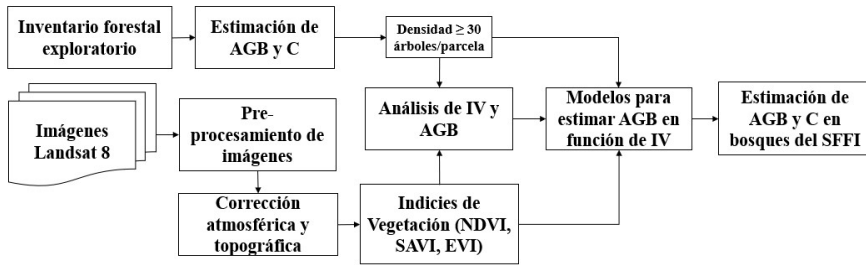 Inventario forestal
exploratorio
Estimación de
AGB y C
Densidad ≥ 30
árboles/parcela
Imágenes
Landsat 8
Pre-
procesamiento de
imágenes
Análisis de IV y
AGB
Modelos para
estimar AGB en
función de IV
Estimación de
AGB y C en
bosques del SFFI
Corrección
atmosférica y
topográfica
Indicies de
Vegetación (NDVI,
SAVI, EVI)